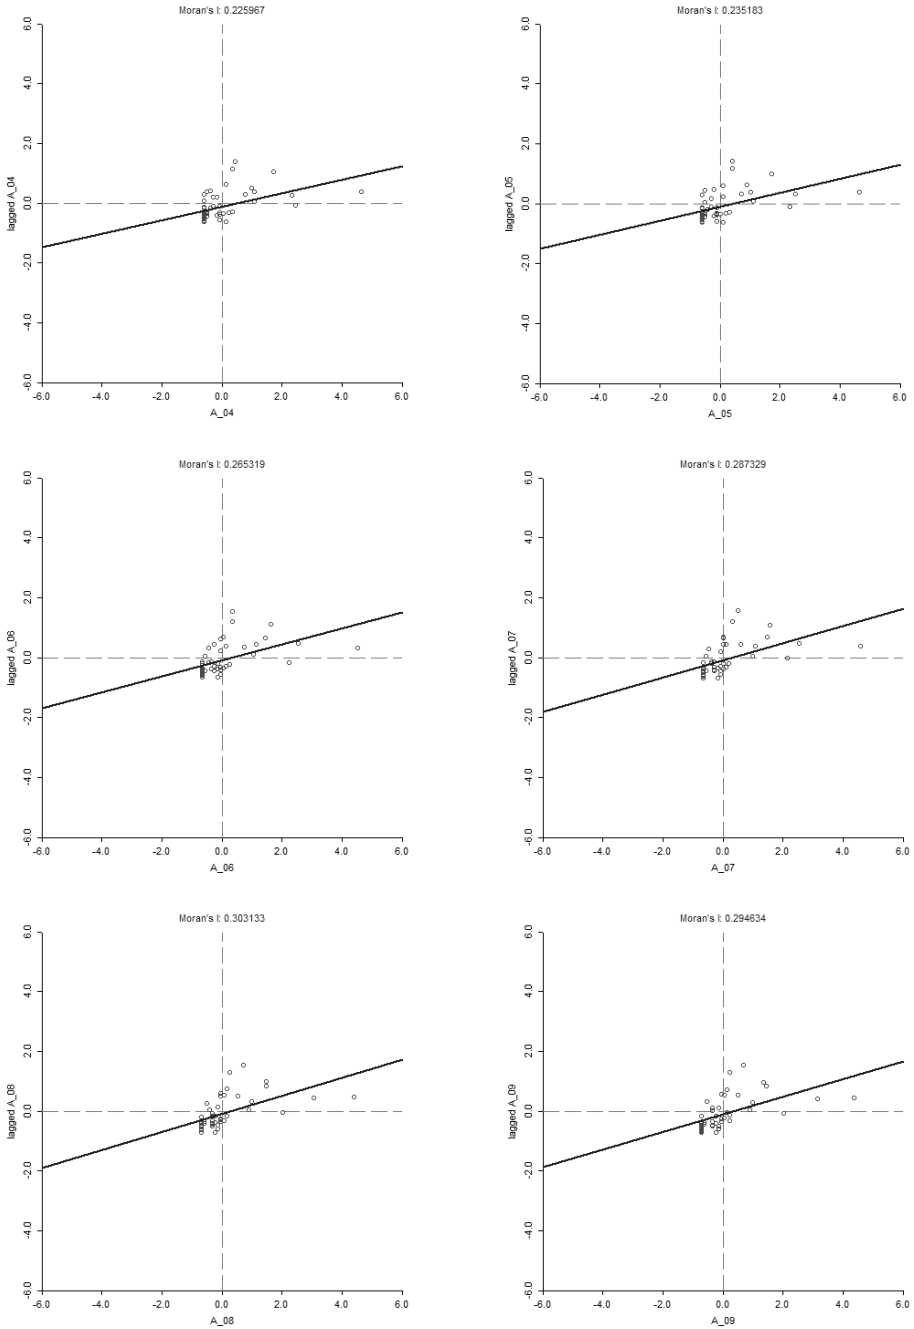 Moran's I: 0.225967
6.0
4.0
2.0
0.0
-2.0
-4.0
-6.0
lagged A_04
-6.0 -4.0 -2.0 0.0 2.0 4.0 6.0
A_04
Moran's I: 0.235183
6.0
4.0
2.0
0.0
-2.0
-4.0
-6.0
lagged A_05
-6.0 -4.0 -2.0 0.0 2.0 4.0 6.0
A_05
Moran's I: 0.265319
6.0
4.0
2.0
0.0
-2.0
-4.0
-6.0
lagged A_06
-6.0 -4.0 -2.0 0.0 2.0 4.0 6.0
A_06
Moran's I: 0.287329
6.0
4.0
2.0
0.0
-2.0
-4.0
-6.0
lagged A_07
-6.0 -4.0 -2.0 0.0 2.0 4.0 6.0
A_07
Moran's I: 0.303133
6.0
4.0
2.0
0.0
-2.0
-4.0
-6.0
lagged A_08
-6.0 -4.0 -2.0 0.0 2.0 4.0 6.0
A_08
Moran's I: 0.294634
6.0
4.0
2.0
0.0
-2.0
-4.0
-6.0
lagged A_09
-6.0 -4.0 -2.0 0.0 2.0 4.0 6.0
A_09